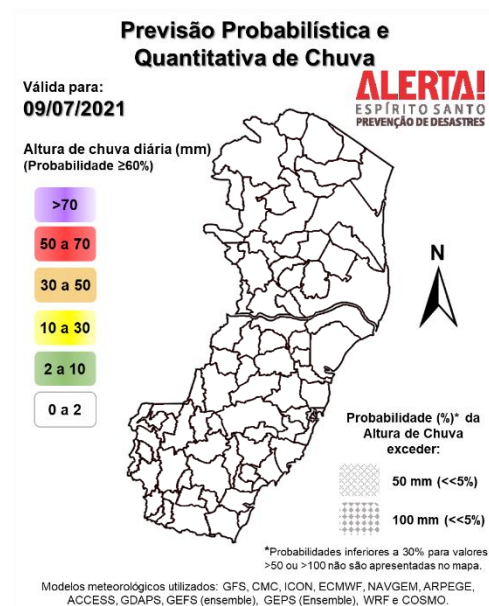 Previsão Probabilística e
Quantitativa de Chuva
Válida para:
09/07/2021
ALERTA!
ESPÍRITO SANTO
PREVENÇÃO DE DESASTRES
Altura de chuva diária (mm)
(Probabilidade ≥60%)
>70
50 a 70
30 a 50
10 a 30
2 a 10
0 a 2
N
Probabilidade (%)* da
Altura de Chuva
exceder:
50 mm (<<5%)
100 mm (<<5%)
*Probabilidades inferiores a 30% para valores
>50 ou >100 não são apresentadas no mapa.
Modelos meteorológicos utilizados: GFS, CMC, ICON, ECMWF, NAVGEM, ARPEGE,
ACCESS, GDAPS, GEFS (ensemble), GEPS (Ensemble), WRF e COSMO.